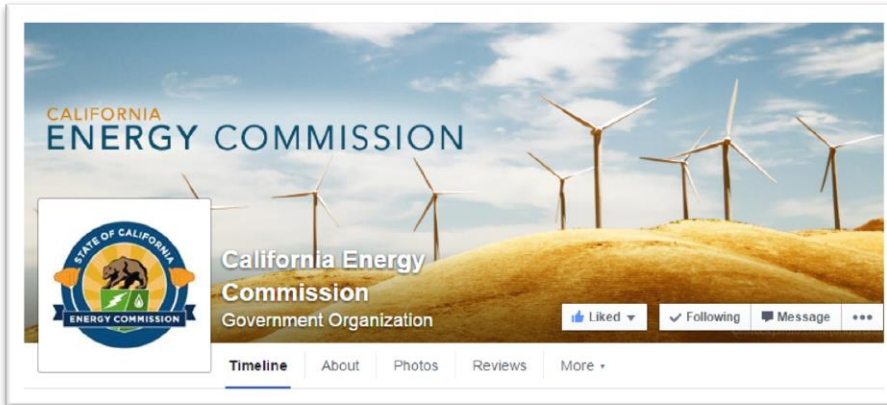 CALIFORNIA
ENERGY COMMISSION
STATE OF CALIFORNIA
ENERGY COMMISSION
California Energy
Commission
Government Organization
Liked
Following
Message
Timeline
About
Photos
Reviews
More